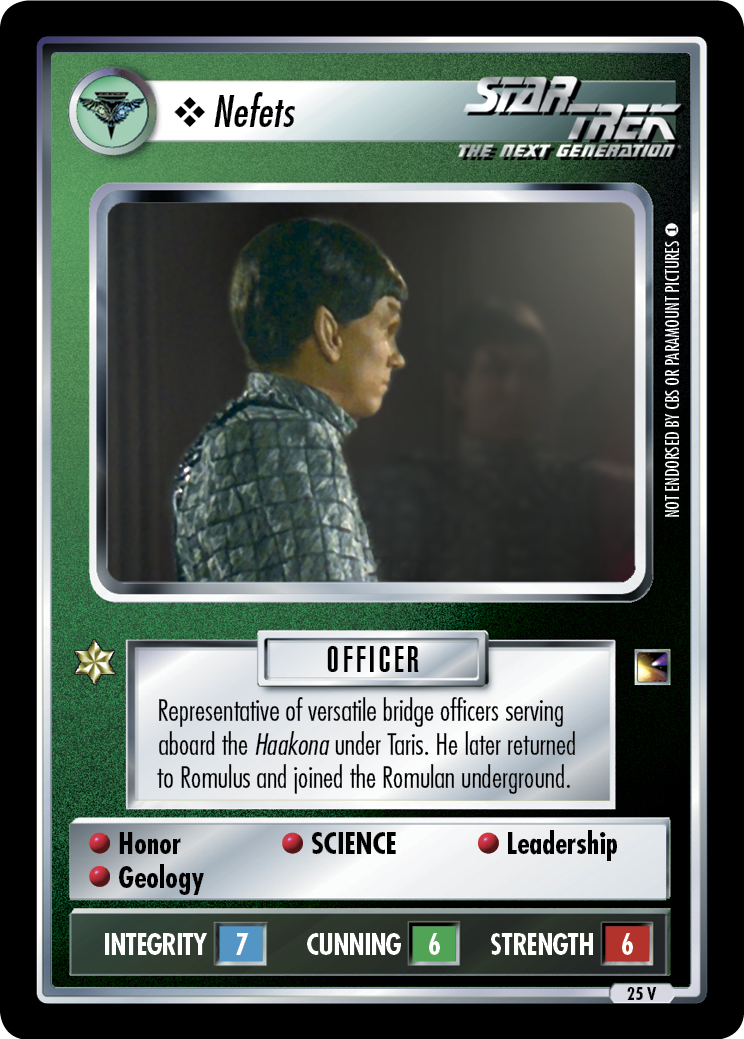 ❖ Nefets
STAR TREK
THE NEXT GENERATION
NOT ENDORSED BY CBS OR PARAMOUNT PICTURES 1
OFFICER
Representative of versatile bridge officers serving
aboard the Haakona under Taris. He later returned
to Romulus and joined the Romulan underground.
Honor SCIENCE Leadership
Geology
INTEGRITY 7 CUNNING 6 STRENGTH 6
25 V